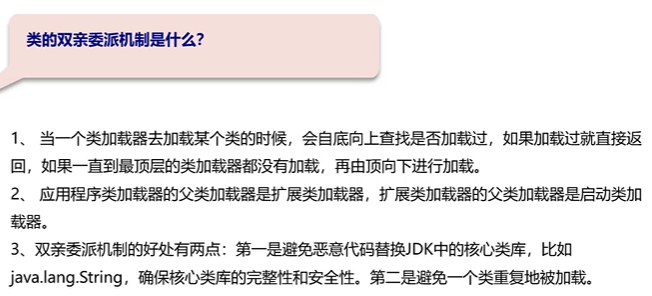 类的双亲委派机制是什么？
1、 当一个类加载器去加载某个类的时候，会自底向上查找是否加载过，如果加载过就直接返
回，如果一直到最顶层的类加载器都没有加载，再由顶向下进行加载。
2、 应用程序类加载器的父类加载器是扩展类加载器，扩展类加载器的父类加载器是启动类加
载器。
3、双亲委派机制的好处有两点：第一是避免恶意代码替换JDK中的核心类库，比如
java.lang.String，确保核心类库的完整性和安全性。第二是避免一个类重复地被加载。